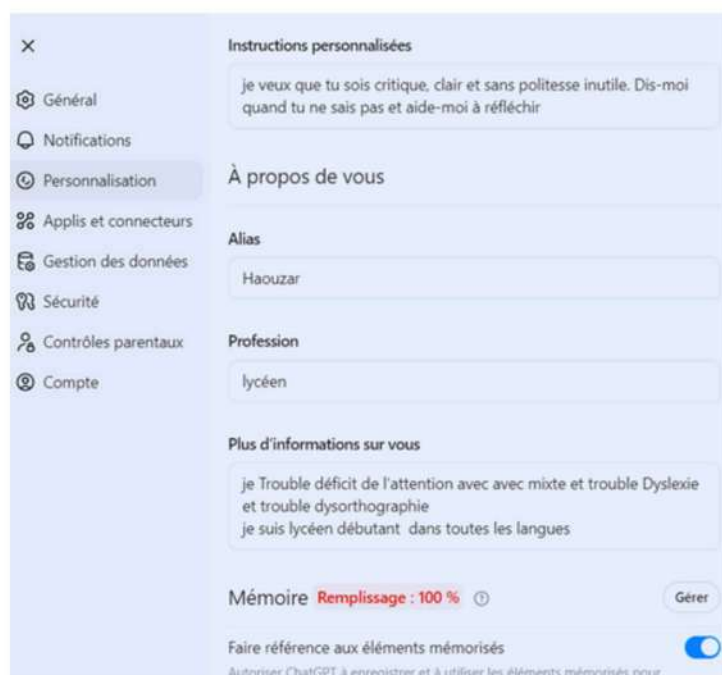 Instructions personnalisées
je veux que tu sois critique, clair et sans politesse inutile. Dis-moi
quand tu ne sais pas et aide-moi à réfléchir
Général
Notifications
Personnalisation
Applis et connecteurs
Gestion des données
Sécurité
Contrôles parentaux
Compte
À propos de vous
Alias
Haouzar
Profession
lycéen
Plus d'informations sur vous
je Trouble déficit de l'attention avec avec mixte et trouble Dyslexie
et trouble dysorthographie
je suis lycéen débutant dans toutes les langues
Mémoire Remplissage : 100 % Gérer
Faire référence aux éléments mémorisés
Autoriser ChatGPT à enregistrer et à utiliser les éléments mémorisés pour